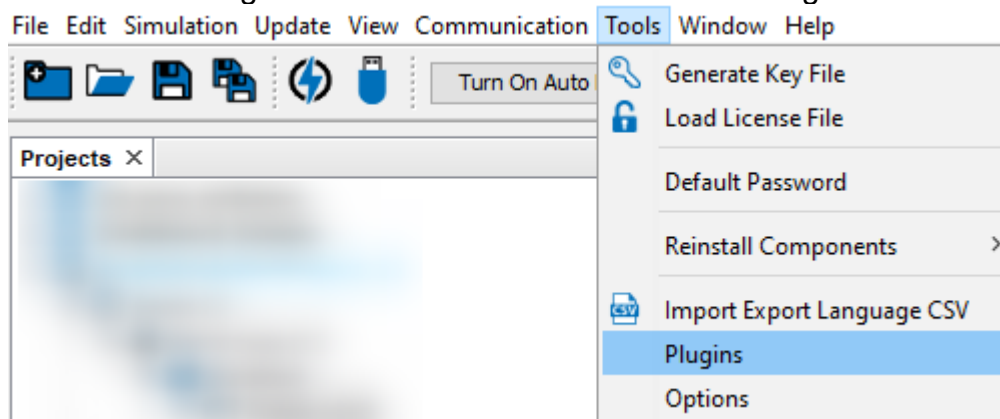 File Edit Simulation Update View Communication Tools Window Help
Turn On Auto
Generate Key File
Load License File
Projects
Default Password
Reinstall Components
CSV
Import Export Language CSV
Plugins
Options